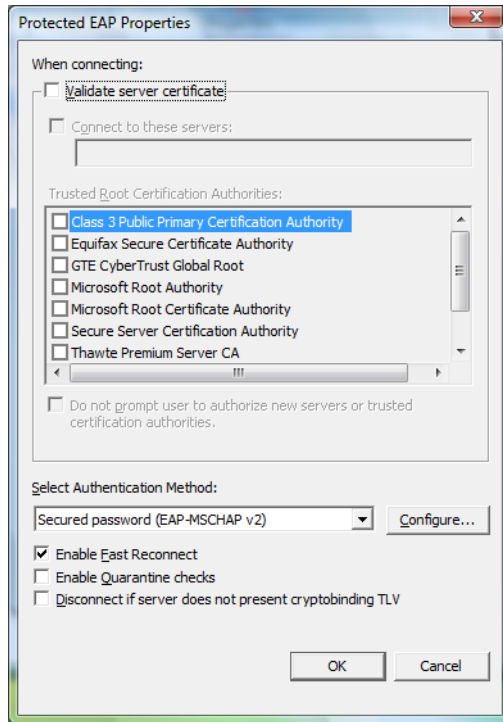 Protected EAP Properties
When connecting:
Validate server certificate
Connect to these servers:
Trusted Root Certification Authorities:
Class 3 Public Primary Certification Authority
Equifax Secure Certificate Authority
GTE CyberTrust Global Root
Microsoft Root Authority
Microsoft Root Certificate Authority
Secure Server Certification Authority
Thawte Premium Server CA
Do not prompt user to authorize new servers or trusted
certification authorities.
Select Authentication Method:
Secured password (EAP-MSCHAP v2)
Configure...
Enable Fast Reconnect
Enable Quarantine checks
Disconnect if server does not present cryptobinding TLV
OK
Cancel